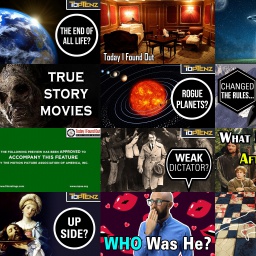 TOPTENZ
THE END OF
ALL LIFE?
Today I Found Out
TRUE
STORY
MOVIES
Today I Found Out
TOPTENZ
ROGUE
PLANETS?
CHANGED
THE RULES...
THE FOLLOWING PREVIEW HAS BEEN APPROVED TO
ACCOMPANY THIS FEATURE
BY THE MOTION PICTURE ASSOCIATION OF AMERICA, INC.
TOPTENZ
WEAK
DICTATOR?
WHAT
TOPTENZ
UP
SIDE?
WHO Was He?